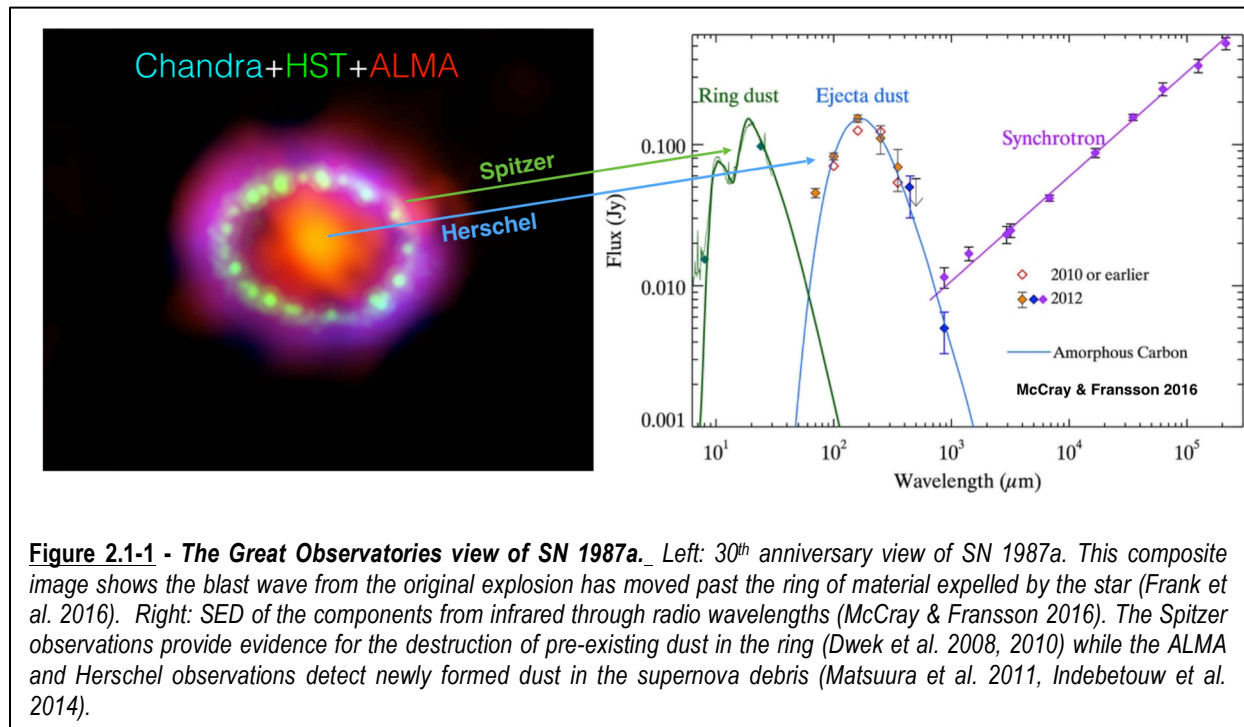 Chandra+HST+ALMA
Spitzer
Herschel
Ring dust
Ejecta dust
Synchrotron
Flux (Jy)
0.100
0.010
0.001
2010 or earlier
2012
Amorphous Carbon
McCray & Fransson 2016
10¹ 10² 10³ 10⁴ 10⁵
Wavelength (μm)
Figure 2.1-1 - The Great Observatories view of SN 1987a. Left: 30th anniversary view of SN 1987a. This composite
image shows the blast wave from the original explosion has moved past the ring of material expelled by the star (Frank et
al. 2016). Right: SED of the components from infrared through radio wavelengths (McCray & Fransson 2016). The Spitzer
observations provide evidence for the destruction of pre-existing dust in the ring (Dwek et al. 2008, 2010) while the ALMA
and Herschel observations detect newly formed dust in the supernova debris (Matsuura et al. 2011, Indebetouw et al.
2014).